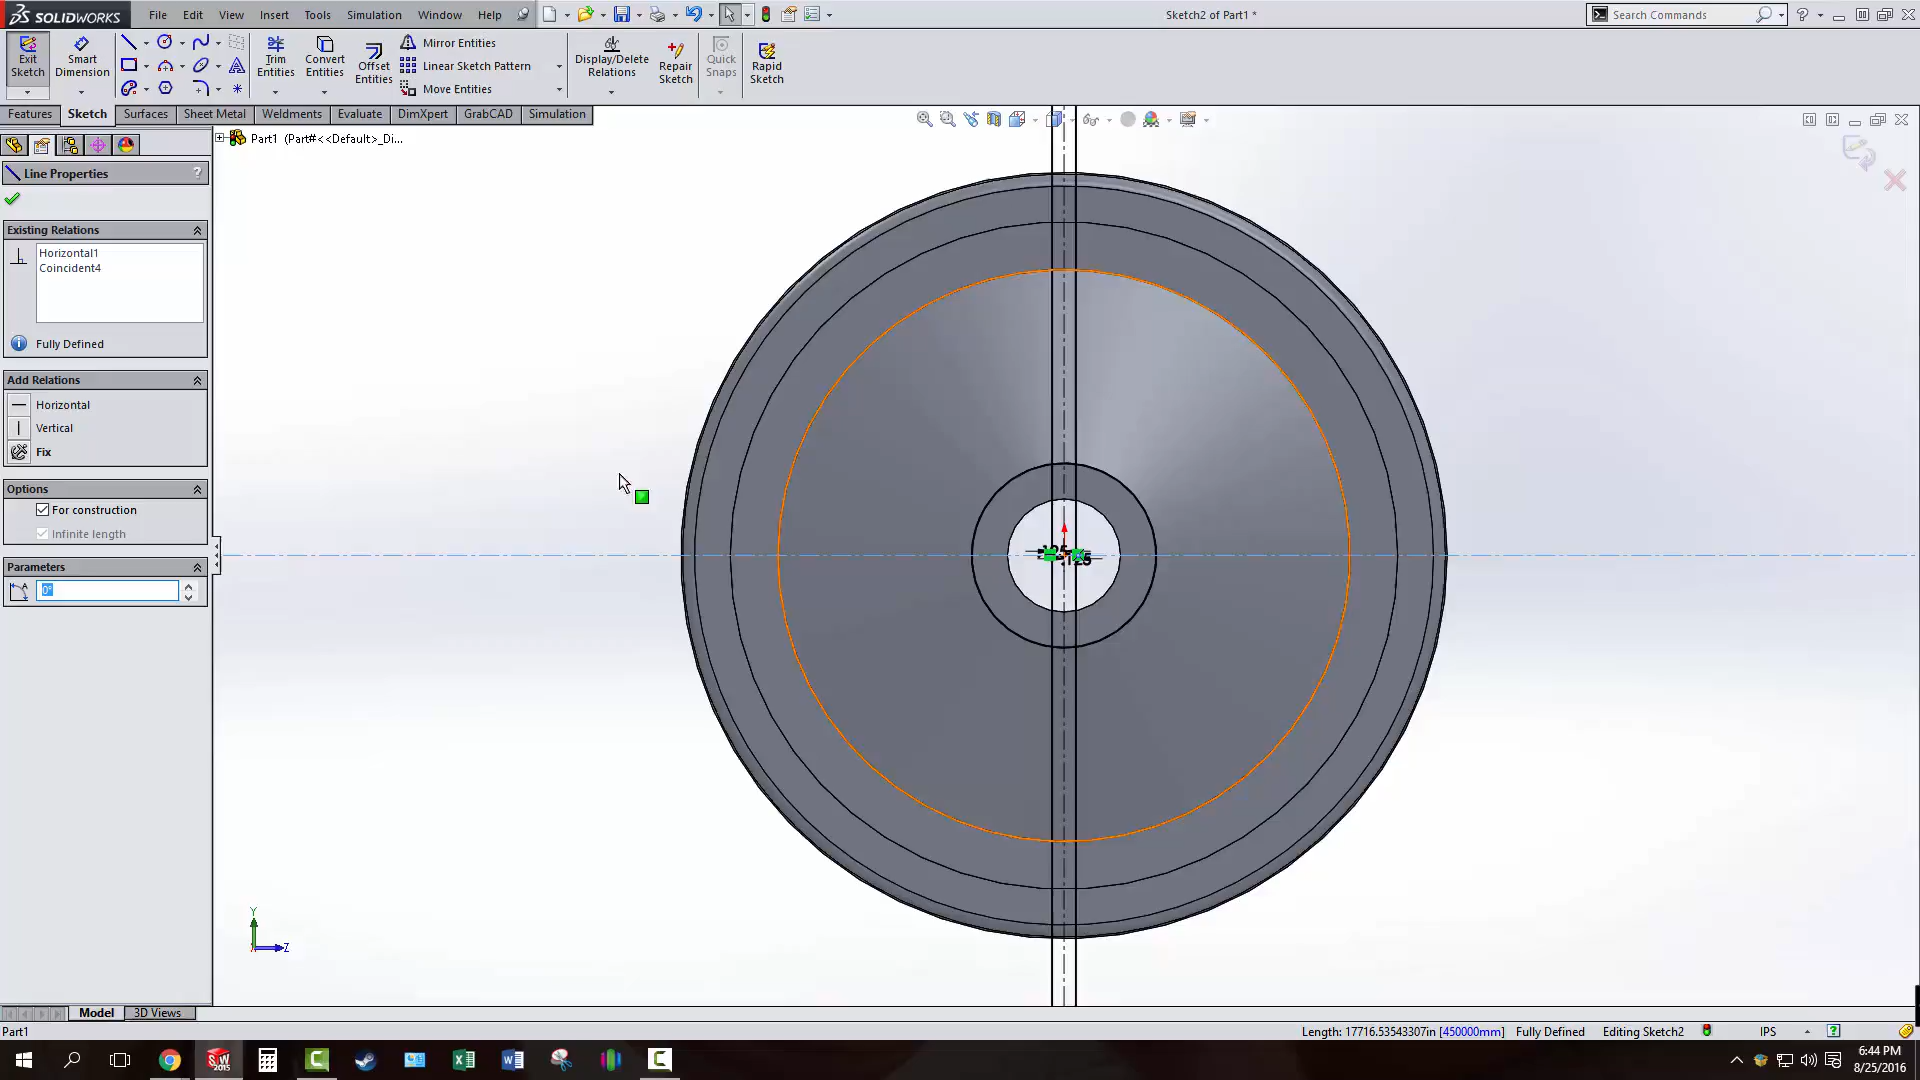 SOLIDWORKS File Edit View Insert Tools Simulation Window Help Sketch2 of Part1 * Search Commands
Exit Sketch
Smart Dimension
Trim Entities
Convert Entities
Offset Entities
Mirror Entities
Linear Sketch Pattern
Move Entities
Display/Delete Relations
Repair Sketch
Quick Snaps
Rapid Sketch
Features Sketch Surfaces Sheet Metal Weldments Evaluate DimXpert GrabCAD Simulation
Part1 (Part#<<Default>_Di...
Line Properties ?
Existing Relations
Horizontal1
Coincident4
Fully Defined
Add Relations
Horizontal
Vertical
Fix
Options
For construction
Infinite length
Parameters
0°
.125
Y
Z
Model 3D Views
Part1 Length: 17716.53543307in [450000mm] Fully Defined Editing Sketch2 IPS
6:44 PM
8/25/2016